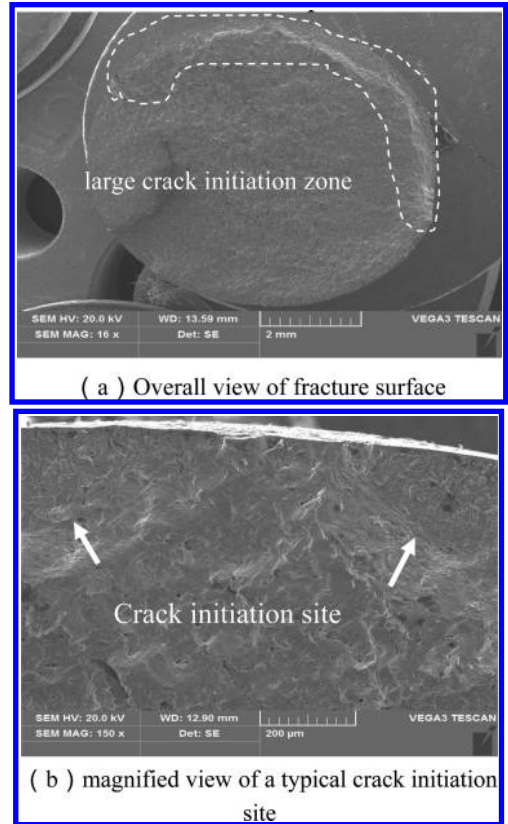 large crack initiation zone
SEM HV: 20.0 kV WD: 13.59 mm VEGA3 TESCAN
SEM MAG: 16 x Det: SE 2 mm
( a ) Overall view of fracture surface
Crack initiation site
SEM HV: 20.0 kV WD: 12.90 mm VEGA3 TESCAN
SEM MAG: 150 x Det: SE 200 µm
( b ) magnified view of a typical crack initiation
site